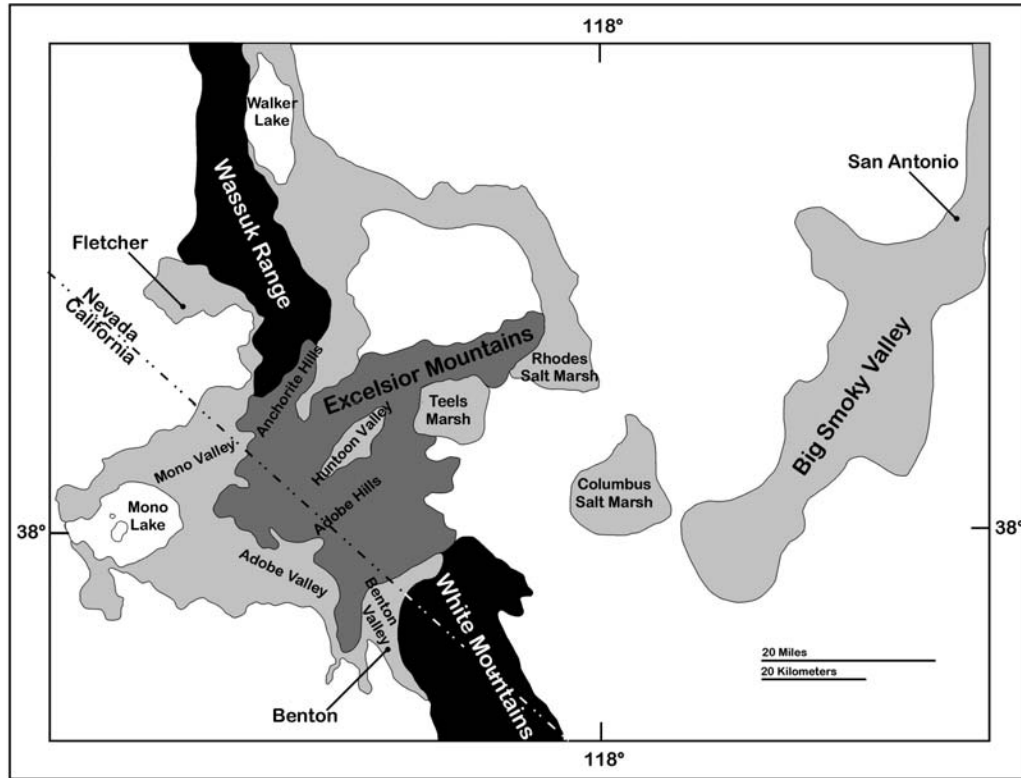 118°
Walker
Lake
San Antonio
Wassuk Range
Fletcher
Nevada
California
Excelsior Mountains
Rhodes
Salt Marsh
Anchorite Hills
Teels
Marsh
Huntoon Valley
Big Smoky Valley
Mono Valley
Columbus
Salt Marsh
Adobe Hills
Mono
Lake
38°
38°
Adobe Valley
Benton
Valley
White Mountains
20 Miles
20 Kilometers
Benton
118°